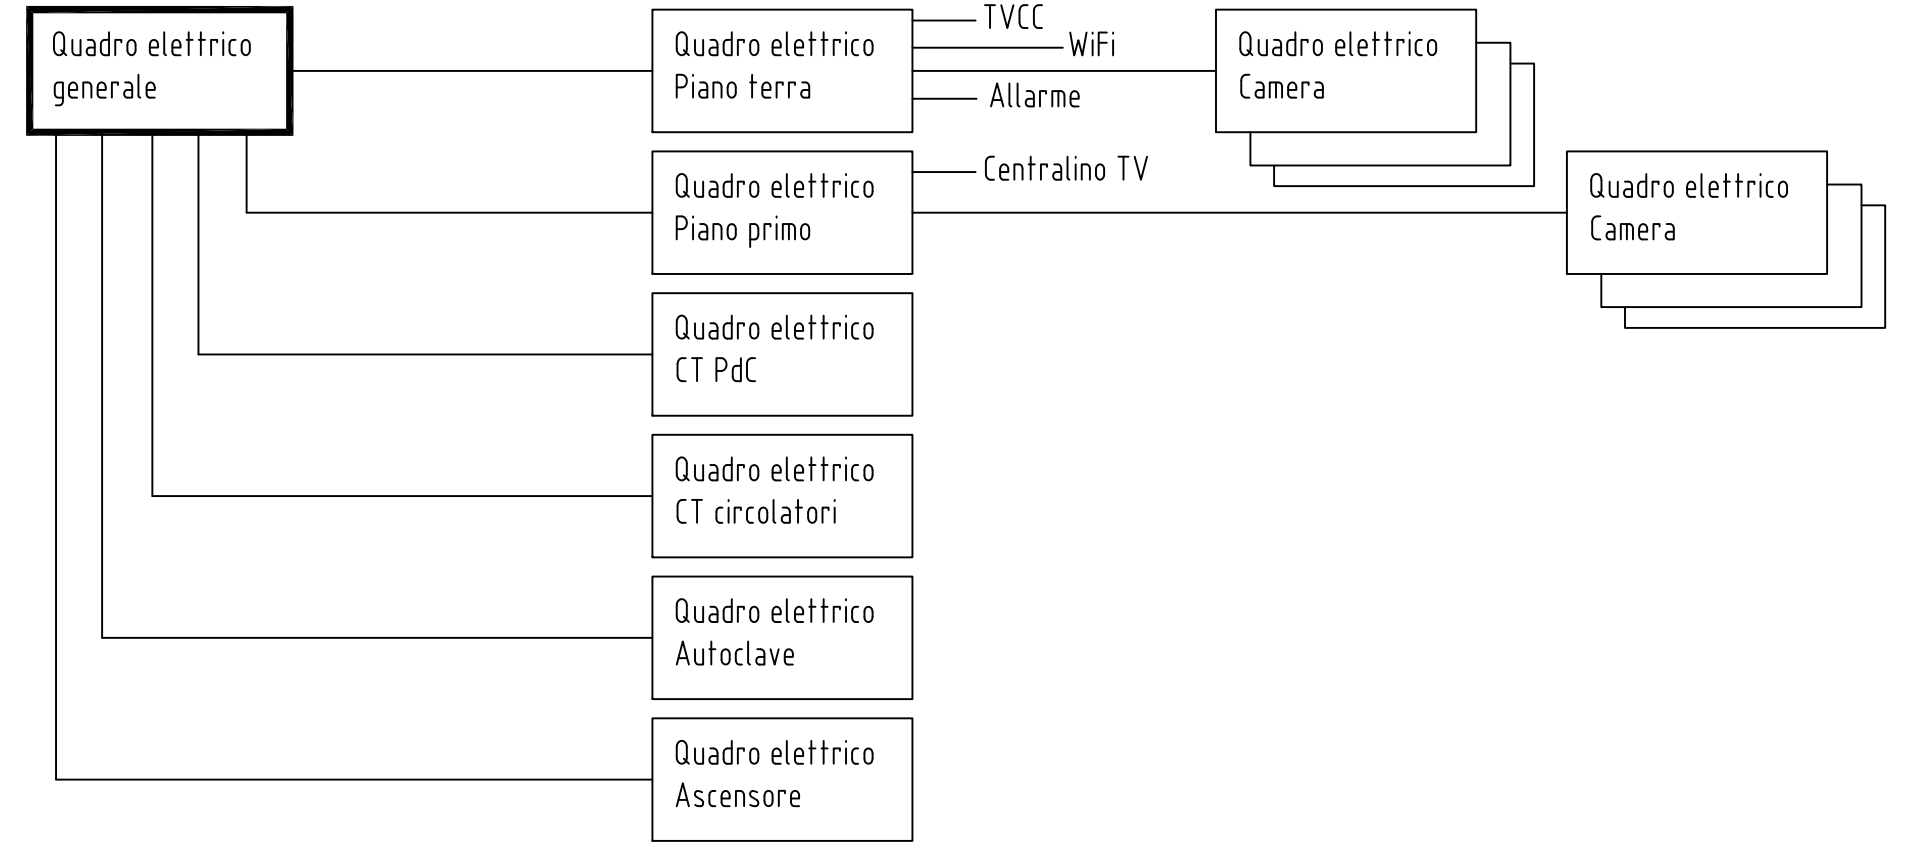 Quadro elettrico
generale
Quadro elettrico
Piano terra
TVCC
WiFi
Allarme
Quadro elettrico
Camera
Quadro elettrico
Piano primo
Centralino TV
Quadro elettrico
Camera
Quadro elettrico
CT PdC
Quadro elettrico
CT circolatori
Quadro elettrico
Autoclave
Quadro elettrico
Ascensore